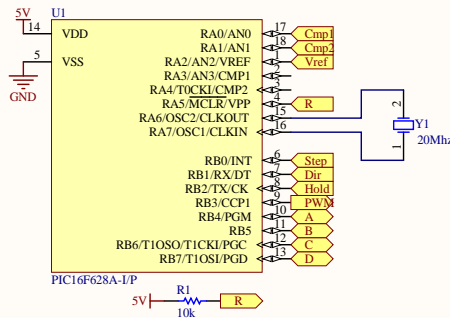 5V
U1
14 VDD RA0/AN0 17 Cmp1
RA1/AN1 18 Cmp2
5 VSS RA2/AN2/VREF 1 Vref
RA3/AN3/CMP1 2
GND RA4/T0CKI/CMP2 3
RA5/MCLR/VPP 4 R
RA6/OSC2/CLKOUT 15
RA7/OSC1/CLKIN 16
2 Y1
1 20Mhz
RB0/INT 6 Step
RB1/RX/DT 7 Dir
RB2/TX/CK 8 Hold
RB3/CCP1 9 PWM
RB4/PGM 10 A
RB5 11 B
RB6/T1OSO/T1CKI/PGC 12 C
RB7/T1OSI/PGD 13 D
PIC16F628A-I/P
5V R1 R
10k